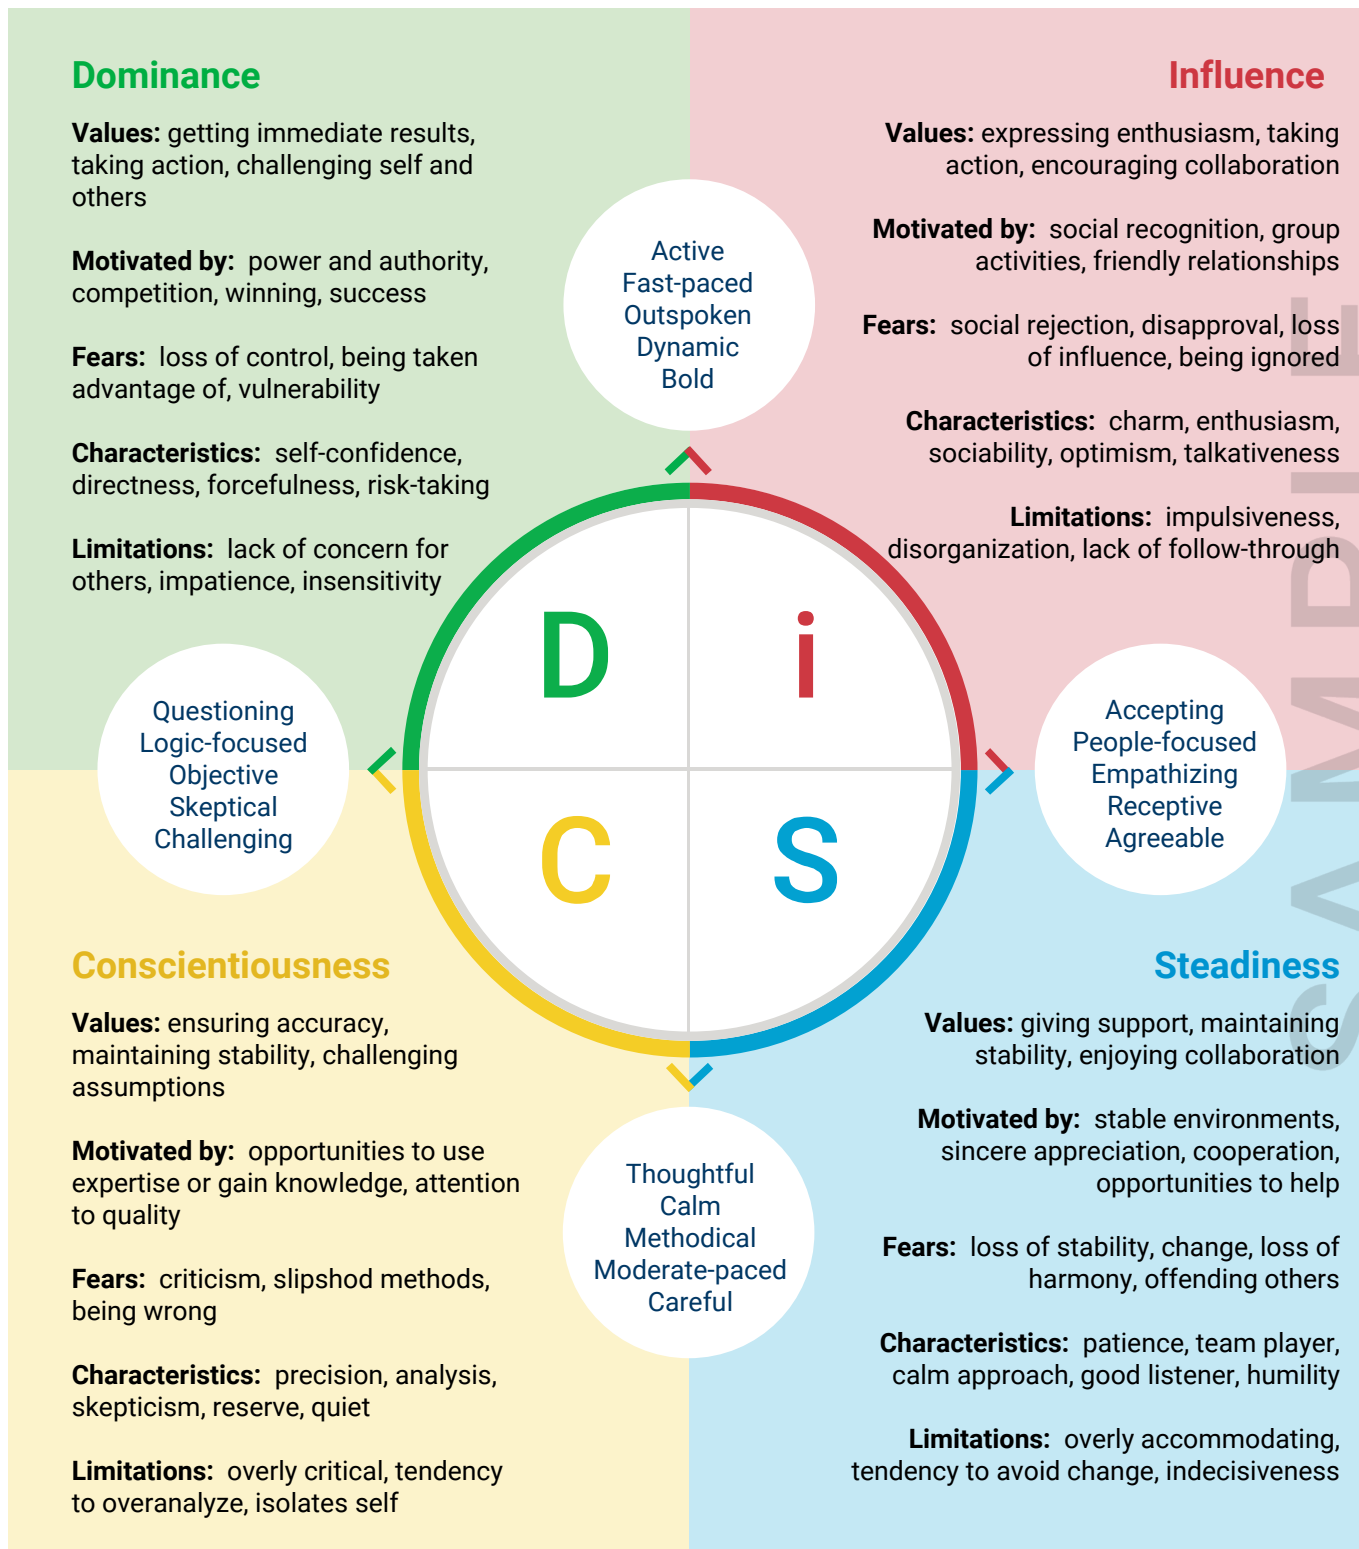 Dominance
Values: getting immediate results,
taking action, challenging self and
others
Motivated by: power and authority,
competition, winning, success
Fears: loss of control, being taken
advantage of, vulnerability
Characteristics: self-confidence,
directness, forcefulness, risk-taking
Limitations: lack of concern for
others, impatience, insensitivity
Influence
Values: expressing enthusiasm, taking
action, encouraging collaboration
Motivated by: social recognition, group
activities, friendly relationships
Fears: social rejection, disapproval, loss
of influence, being ignored
Characteristics: charm, enthusiasm,
sociability, optimism, talkativeness
Limitations: impulsiveness,
disorganization, lack of follow-through
Active
Fast-paced
Outspoken
Dynamic
Bold
D
i
C
S
Questioning
Logic-focused
Objective
Skeptical
Challenging
Accepting
People-focused
Empathizing
Receptive
Agreeable
Conscientiousness
Values: ensuring accuracy,
maintaining stability, challenging
assumptions
Motivated by: opportunities to use
expertise or gain knowledge, attention
to quality
Fears: criticism, slipshod methods,
being wrong
Characteristics: precision, analysis,
skepticism, reserve, quiet
Limitations: overly critical, tendency
to overanalyze, isolates self
Thoughtful
Calm
Methodical
Moderate-paced
Careful
Steadiness
Values: giving support, maintaining
stability, enjoying collaboration
Motivated by: stable environments,
sincere appreciation, cooperation,
opportunities to help
Fears: loss of stability, change, loss of
harmony, offending others
Characteristics: patience, team player,
calm approach, good listener, humility
Limitations: overly accommodating,
tendency to avoid change, indecisiveness
SAMPLE